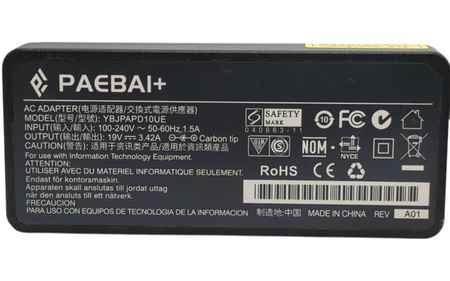 PAEBAI+
AC ADAPTER(电源适配器/交換式電源供應器)
MODEL(型号/型號): YBJPAPD10UE
INPUT(输入/輸入): 100-240V ~ 50-60Hz,1.5A
OUTPUT(输出/輸出): 19V 3.42A Carbon tip
CAUTION(警告): 适用于资讯类产品/適於資訊類産品
For use with Information Technology Equipment.
ATTENTION:
UTILISER AVEC DU MATERIEL INFORMATIQUE SEULEMENT.
Endast för kontorsmaskin.
Apparaten skall anslutas till jordat uttag
när den ansluts till ett nätverk.
PARA USO CON EQUIPOS DE TECNOLOGIA DE LA INFORMACION
SAFETY
MARK
040663-11
10
FC
NOM
NYCE
RoHS
制造地:中国 MADE IN CHINA REV A01